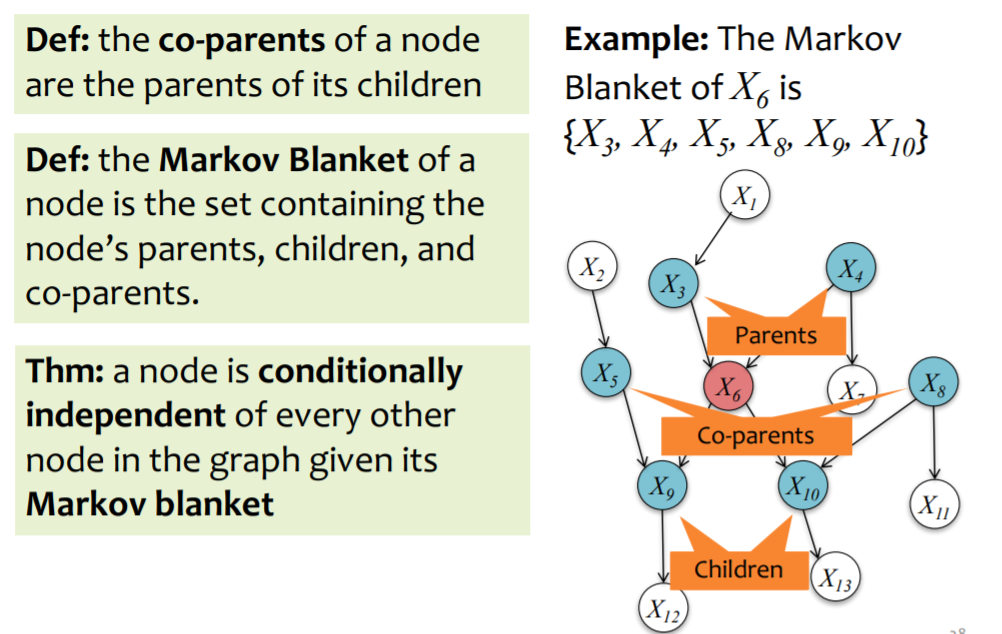 Def: the co-parents of a node
are the parents of its children
Def: the Markov Blanket of a
node is the set containing the
node’s parents, children, and
co-parents.
Thm: a node is conditionally
independent of every other
node in the graph given its
Markov blanket
Example: The Markov
Blanket of X6 is
{X3, X4, X5, X8, X9, X10}
X1
X2
X3
X4
Parents
X5
X6
X7
X8
Co-parents
X9
X10
X11
Children
X13
X12